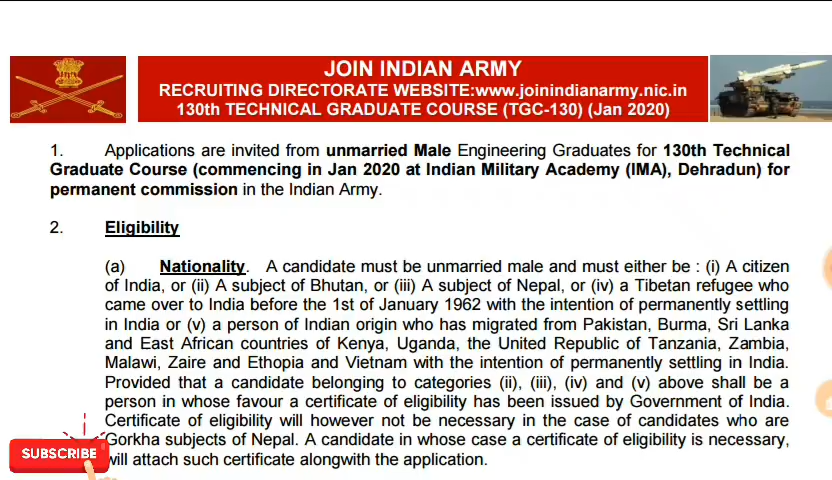 JOIN INDIAN ARMY
RECRUITING DIRECTORATE WEBSITE:www.joinindianarmy.nic.in
130th TECHNICAL GRADUATE COURSE (TGC-130) (Jan 2020)
1. Applications are invited from unmarried Male Engineering Graduates for 130th Technical
Graduate Course (commencing in Jan 2020 at Indian Military Academy (IMA), Dehradun) for
permanent commission in the Indian Army.
2. Eligibility
(a) Nationality. A candidate must be unmarried male and must either be : (i) A citizen
of India, or (ii) A subject of Bhutan, or (iii) A subject of Nepal, or (iv) a Tibetan refugee who
came over to India before the 1st of January 1962 with the intention of permanently settling
in India or (v) a person of Indian origin who has migrated from Pakistan, Burma, Sri Lanka
and East African countries of Kenya, Uganda, the United Republic of Tanzania, Zambia,
Malawi, Zaire and Ethopia and Vietnam with the intention of permanently settling in India.
Provided that a candidate belonging to categories (ii), (iii), (iv) and (v) above shall be a
person in whose favour a certificate of eligibility has been issued by Government of India.
Certificate of eligibility will however not be necessary in the case of candidates who are
Gorkha subjects of Nepal. A candidate in whose case a certificate of eligibility is necessary,
will attach such certificate alongwith the application.
SUBSCRIBE